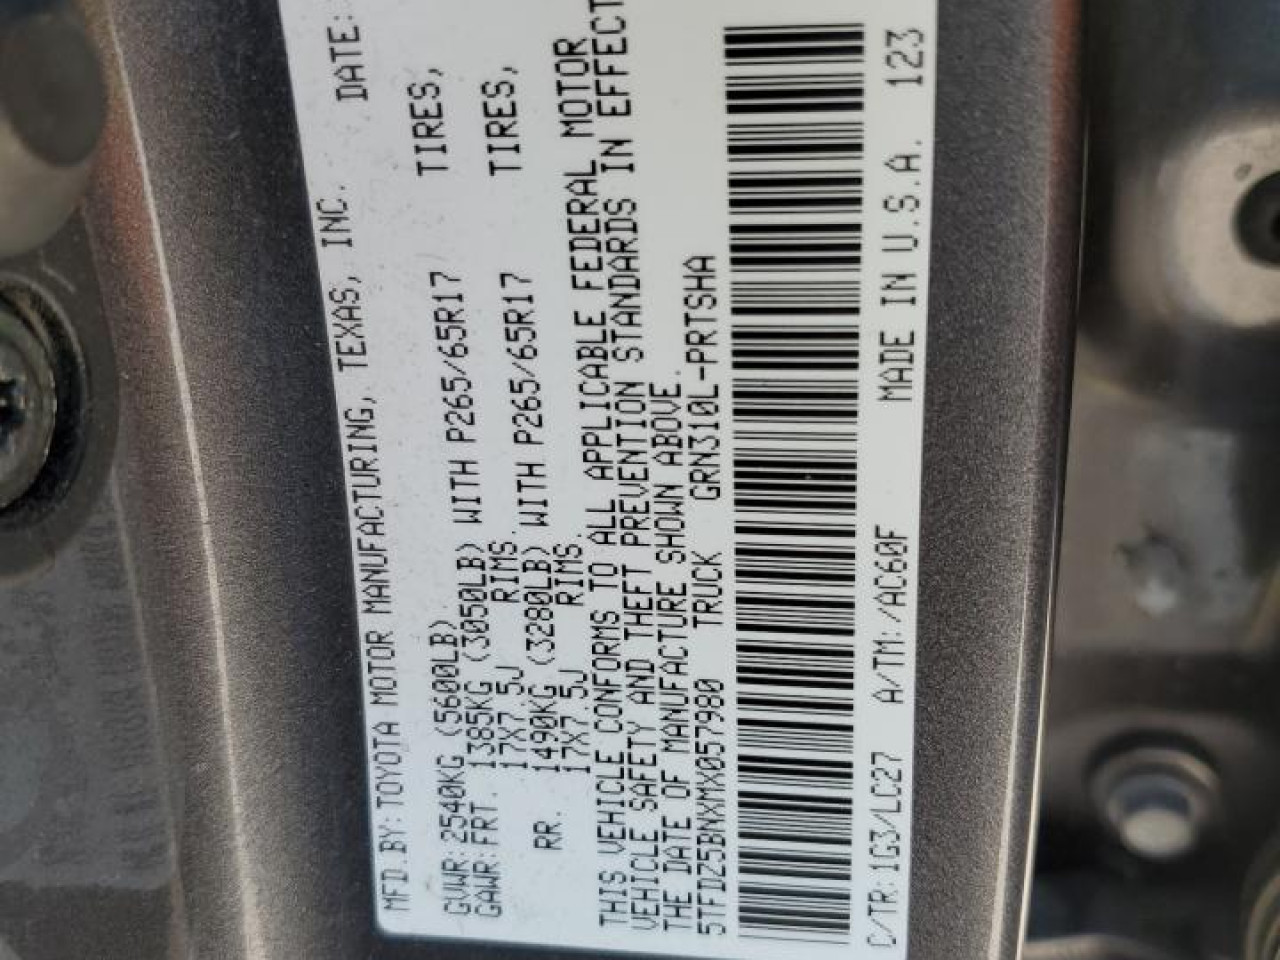 MFD.BY:TOYOTA MOTOR MANUFACTURING, TEXAS, INC. DATE:
GVWR:2540KG (5600LB).
GAWR:FRT. 1385KG (3050LB) WITH P265/65R17 TIRES,
17X7.5J RIMS.
RR. 1490KG (3280LB) WITH P265/65R17 TIRES,
17X7.5J RIMS.
THIS VEHICLE CONFORMS TO ALL APPLICABLE FEDERAL MOTOR
VEHICLE SAFETY AND THEFT PREVENTION STANDARDS IN EFFECT
THE DATE OF MANUFACTURE SHOWN ABOVE.
5TFDZ5BNXMX057980 TRUCK GRN310L-PRTSHA
C/TR:1G3/LC27 A/TM:/AC60F MADE IN U.S.A. 123